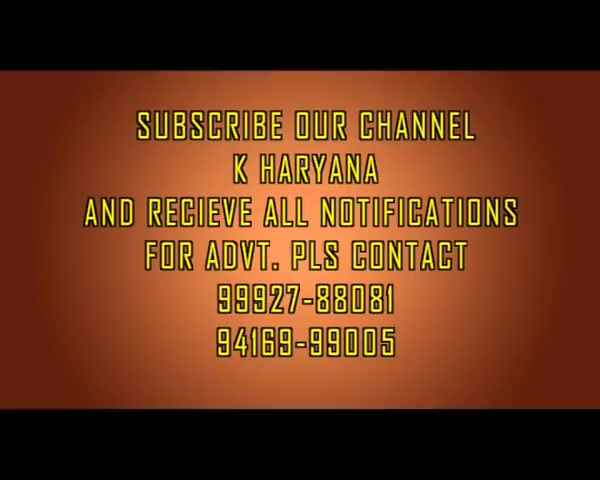 SUBSCRIBE OUR CHANNEL
K HARYANA
AND RECIEVE ALL NOTIFICATIONS
FOR ADVT. PLS CONTACT
99927-88081
94169-99005